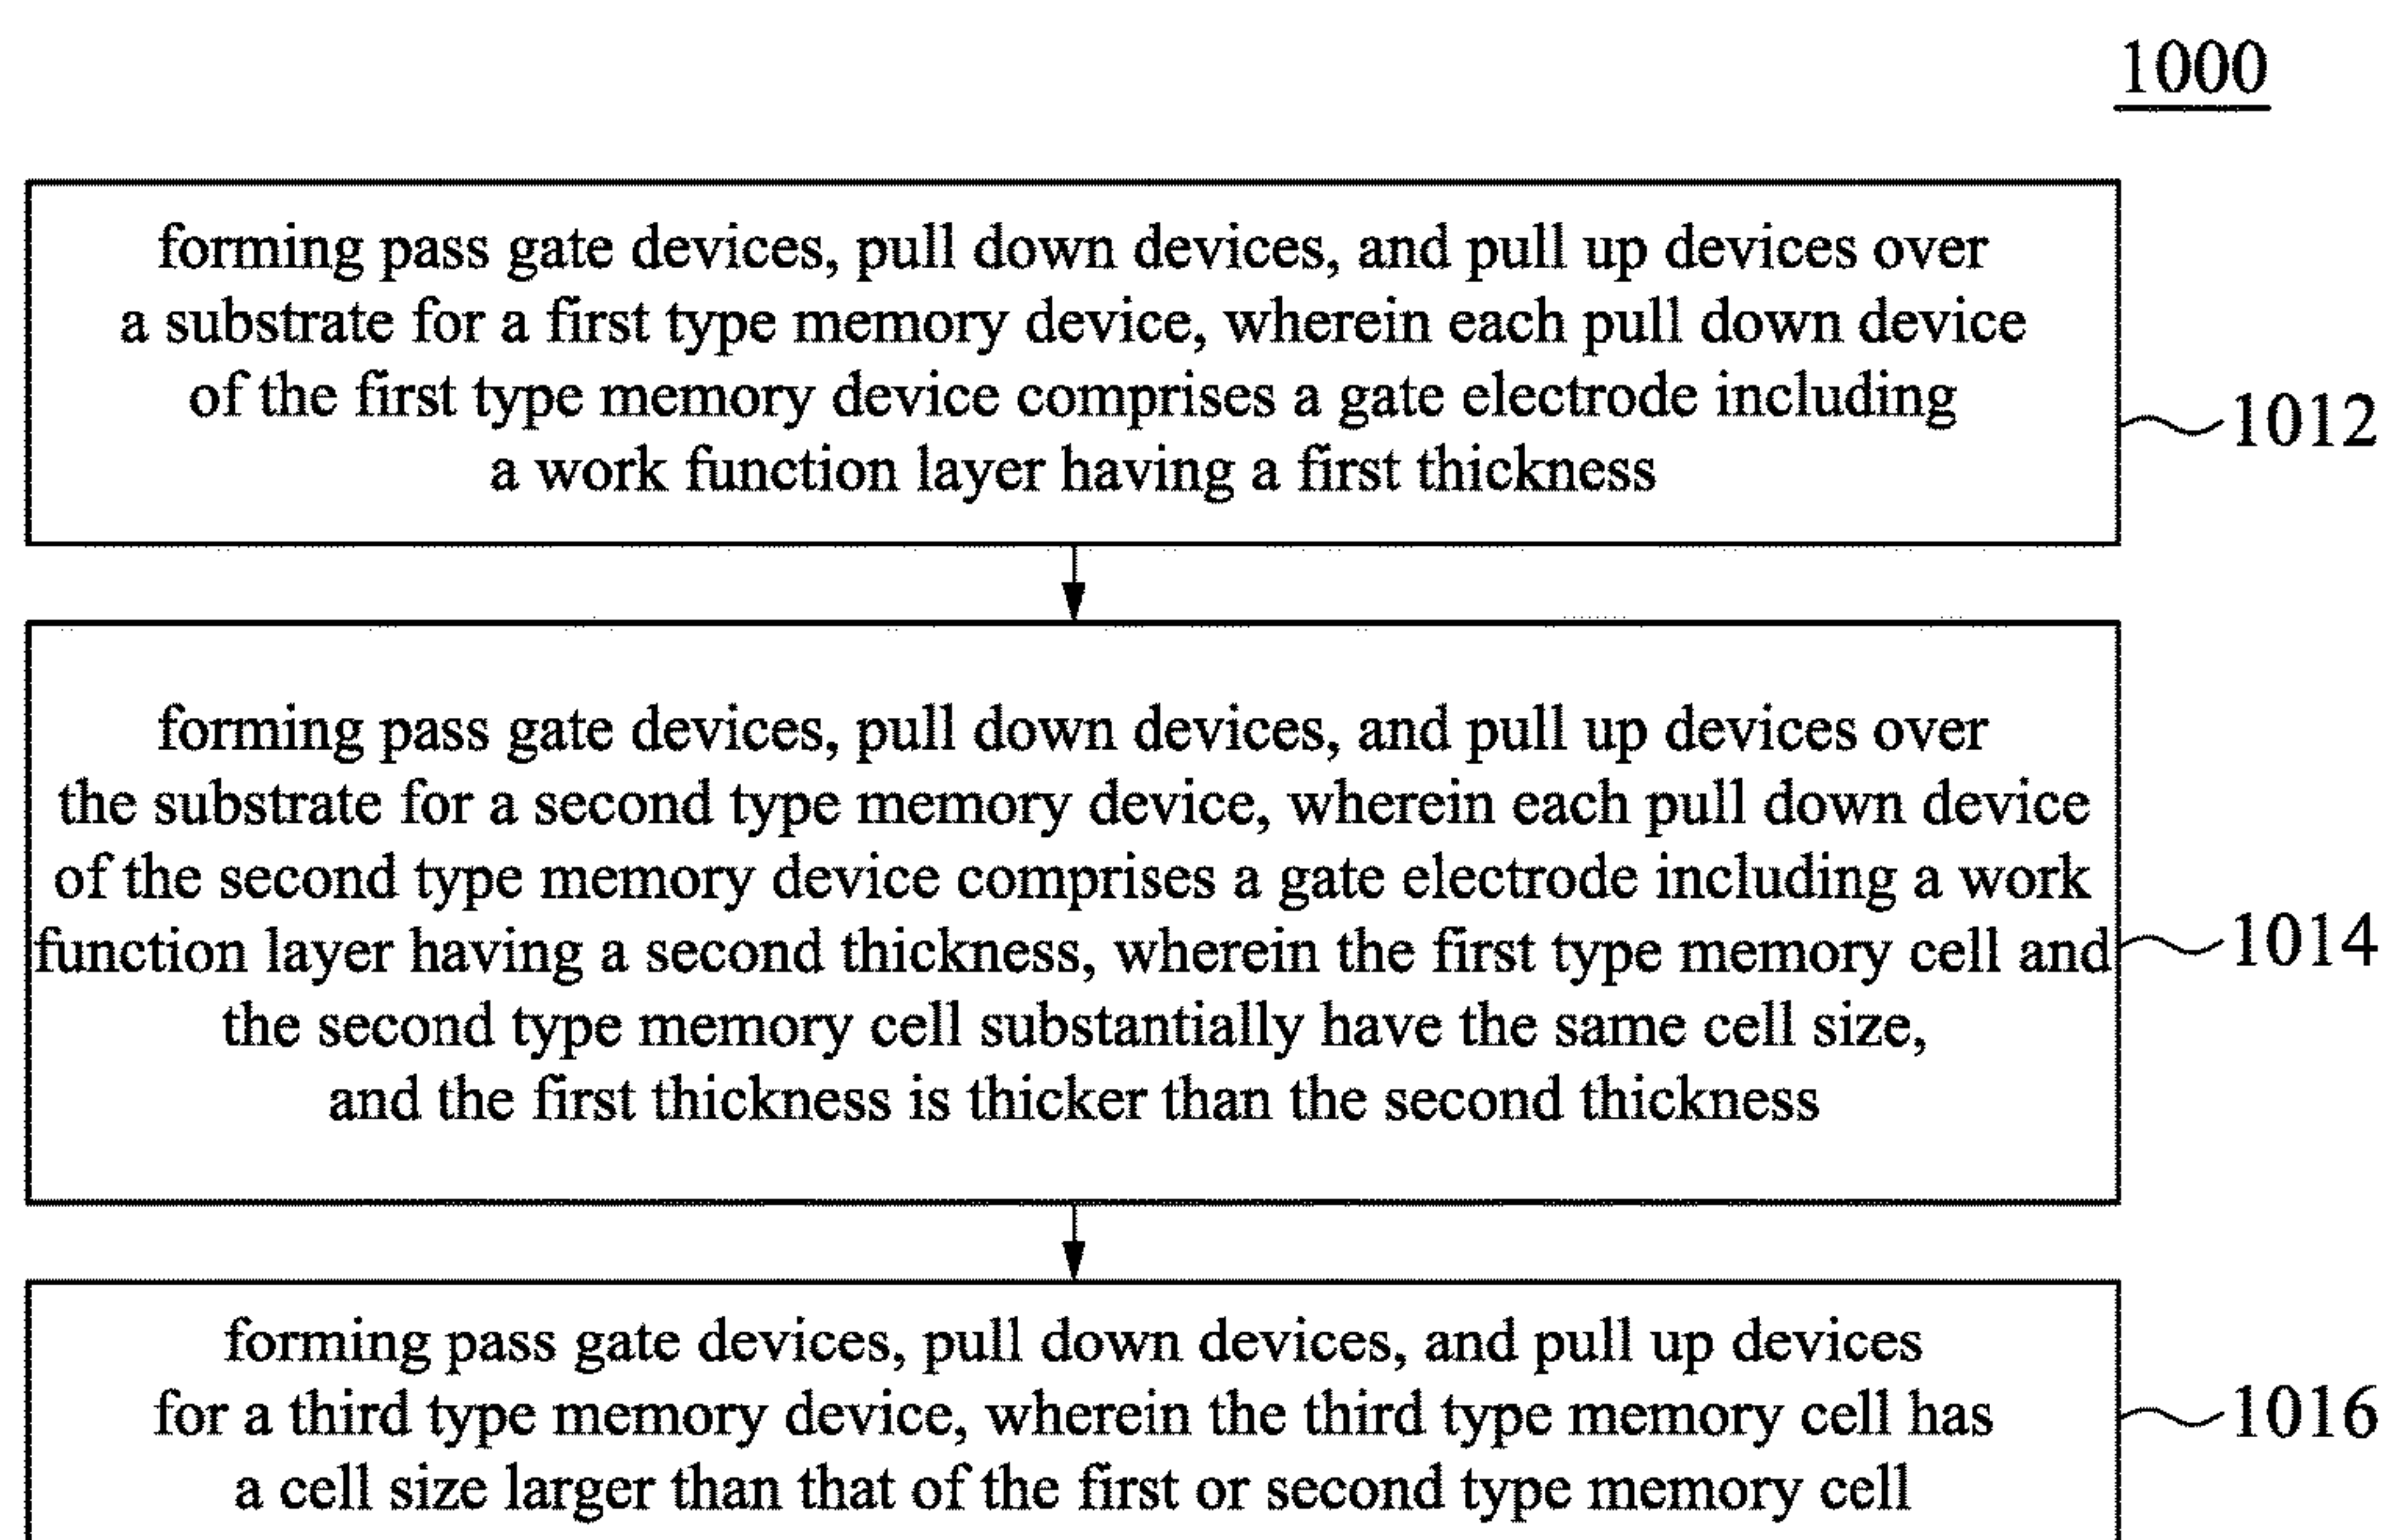 1000
forming pass gate devices, pull down devices, and pull up devices over
a substrate for a first type memory device, wherein each pull down device
of the first type memory device comprises a gate electrode including
a work function layer having a first thickness
1012
forming pass gate devices, pull down devices, and pull up devices over
the substrate for a second type memory device, wherein each pull down device
of the second type memory device comprises a gate electrode including a work
function layer having a second thickness, wherein the first type memory cell and
the second type memory cell substantially have the same cell size,
and the first thickness is thicker than the second thickness
1014
forming pass gate devices, pull down devices, and pull up devices
for a third type memory device, wherein the third type memory cell has
a cell size larger than that of the first or second type memory cell
1016